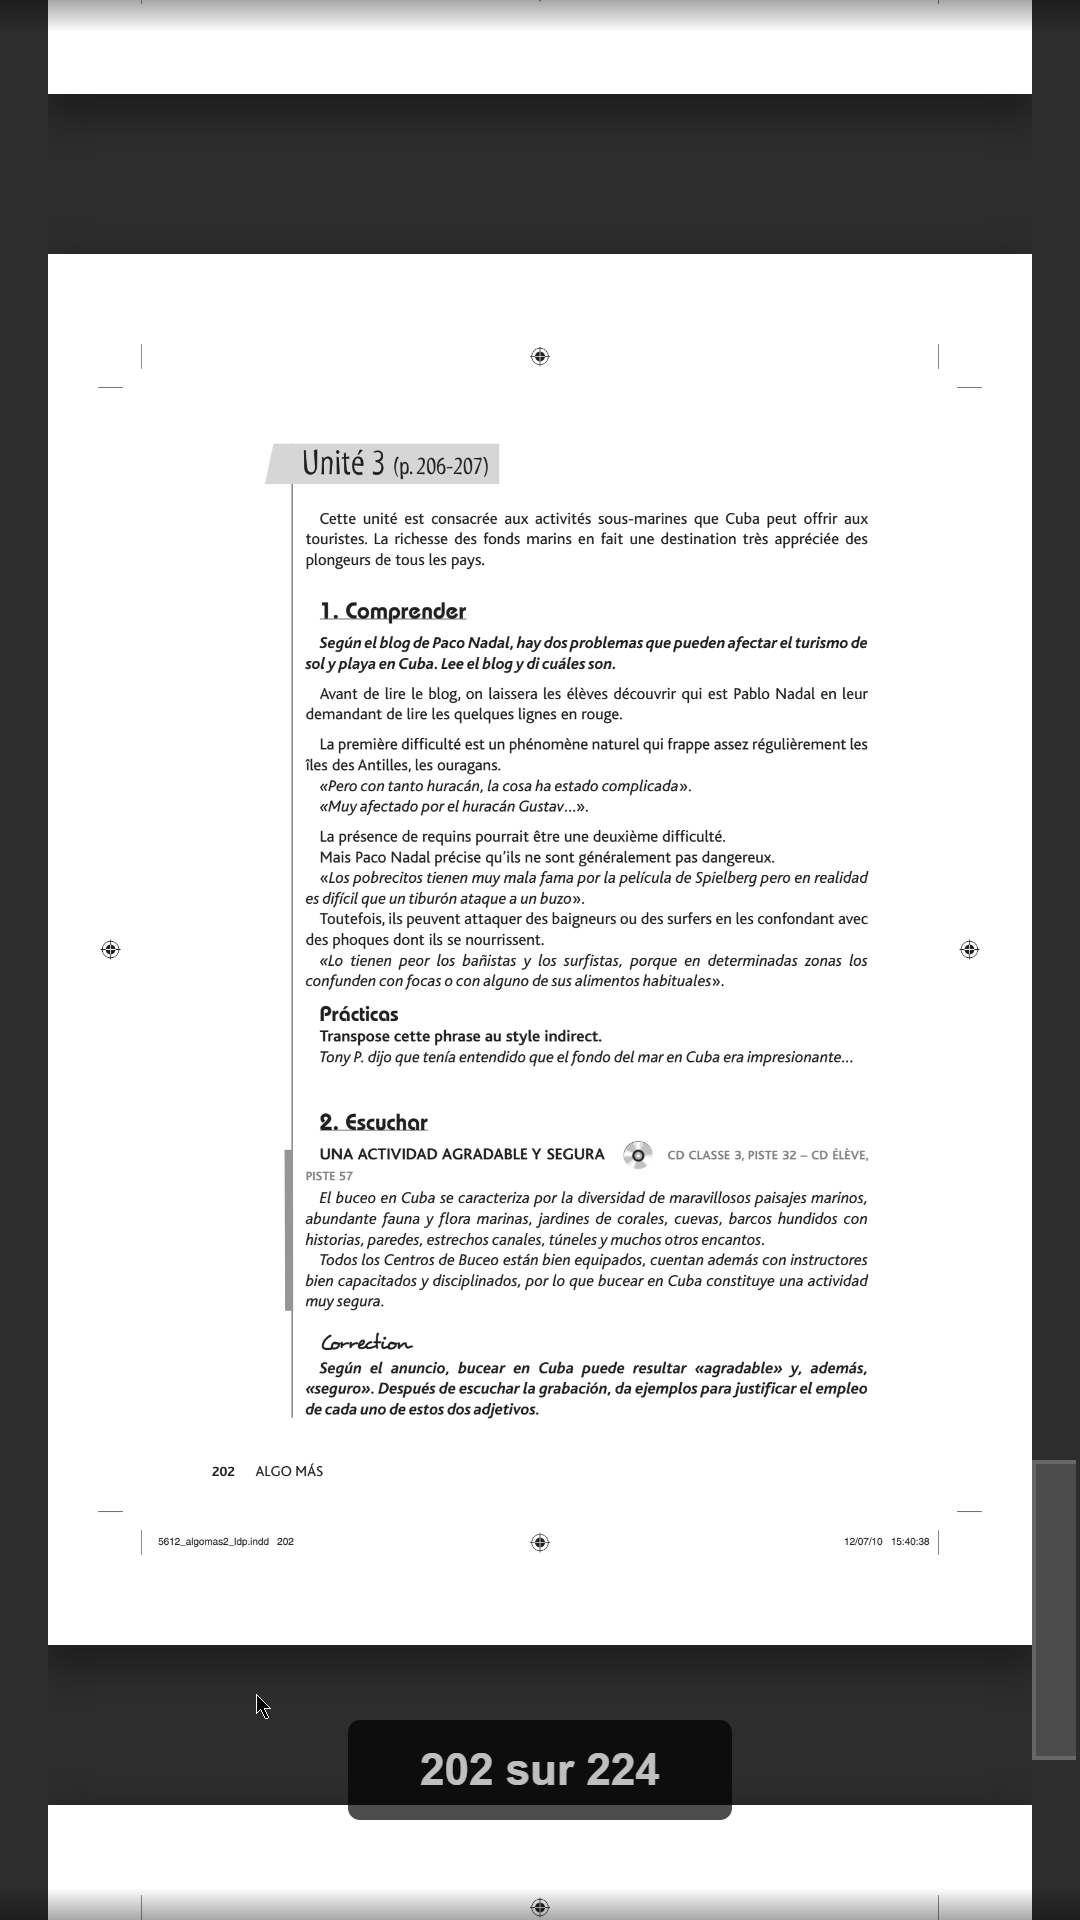 Unité 3 (p. 206-207)
Cette unité est consacrée aux activités sous-marines que Cuba peut offrir aux
touristes. La richesse des fonds marins en fait une destination très appréciée des
plongeurs de tous les pays.
1. Comprender
Según el blog de Paco Nadal, hay dos problemas que pueden afectar el turismo de
sol y playa en Cuba. Lee el blog y di cuáles son.
Avant de lire le blog, on laissera les élèves découvrir qui est Pablo Nadal en leur
demandant de lire les quelques lignes en rouge.
La première difficulté est un phénomène naturel qui frappe assez régulièrement les
îles des Antilles, les ouragans.
«Pero con tanto huracán, la cosa ha estado complicada».
«Muy afectado por el huracán Gustav...».
La présence de requins pourrait être une deuxième difficulté.
Mais Paco Nadal précise qu'ils ne sont généralement pas dangereux.
«Los pobrecitos tienen muy mala fama por la película de Spielberg pero en realidad
es difícil que un tiburón ataque a un buzo».
Toutefois, ils peuvent attaquer des baigneurs ou des surfers en les confondant avec
des phoques dont ils se nourrissent.
«Lo tienen peor los bañistas y los surfistas, porque en determinadas zonas los
confunden con focas o con alguno de sus alimentos habituales».
Prácticas
Transpose cette phrase au style indirect.
Tony P. dijo que tenía entendido que el fondo del mar en Cuba era impresionante...
2. Escuchar
UNA ACTIVIDAD AGRADABLE Y SEGURA CD CLASSE 3, PISTE 32 – CD ÉLÈVE,
PISTE 57
El buceo en Cuba se caracteriza por la diversidad de maravillosos paisajes marinos,
abundante fauna y flora marinas, jardines de corales, cuevas, barcos hundidos con
historias, paredes, estrechos canales, túneles y muchos otros encantos.
Todos los Centros de Buceo están bien equipados, cuentan además con instructores
bien capacitados y disciplinados, por lo que bucear en Cuba constituye una actividad
muy segura.
Correction
Según el anuncio, bucear en Cuba puede resultar «agradable» y, además,
«seguro». Después de escuchar la grabación, da ejemplos para justificar el empleo
de cada uno de estos dos adjetivos.
202 ALGO MÁS
5612_algomas2_ldp.indd 202 12/07/10 15:40:38
202 sur 224